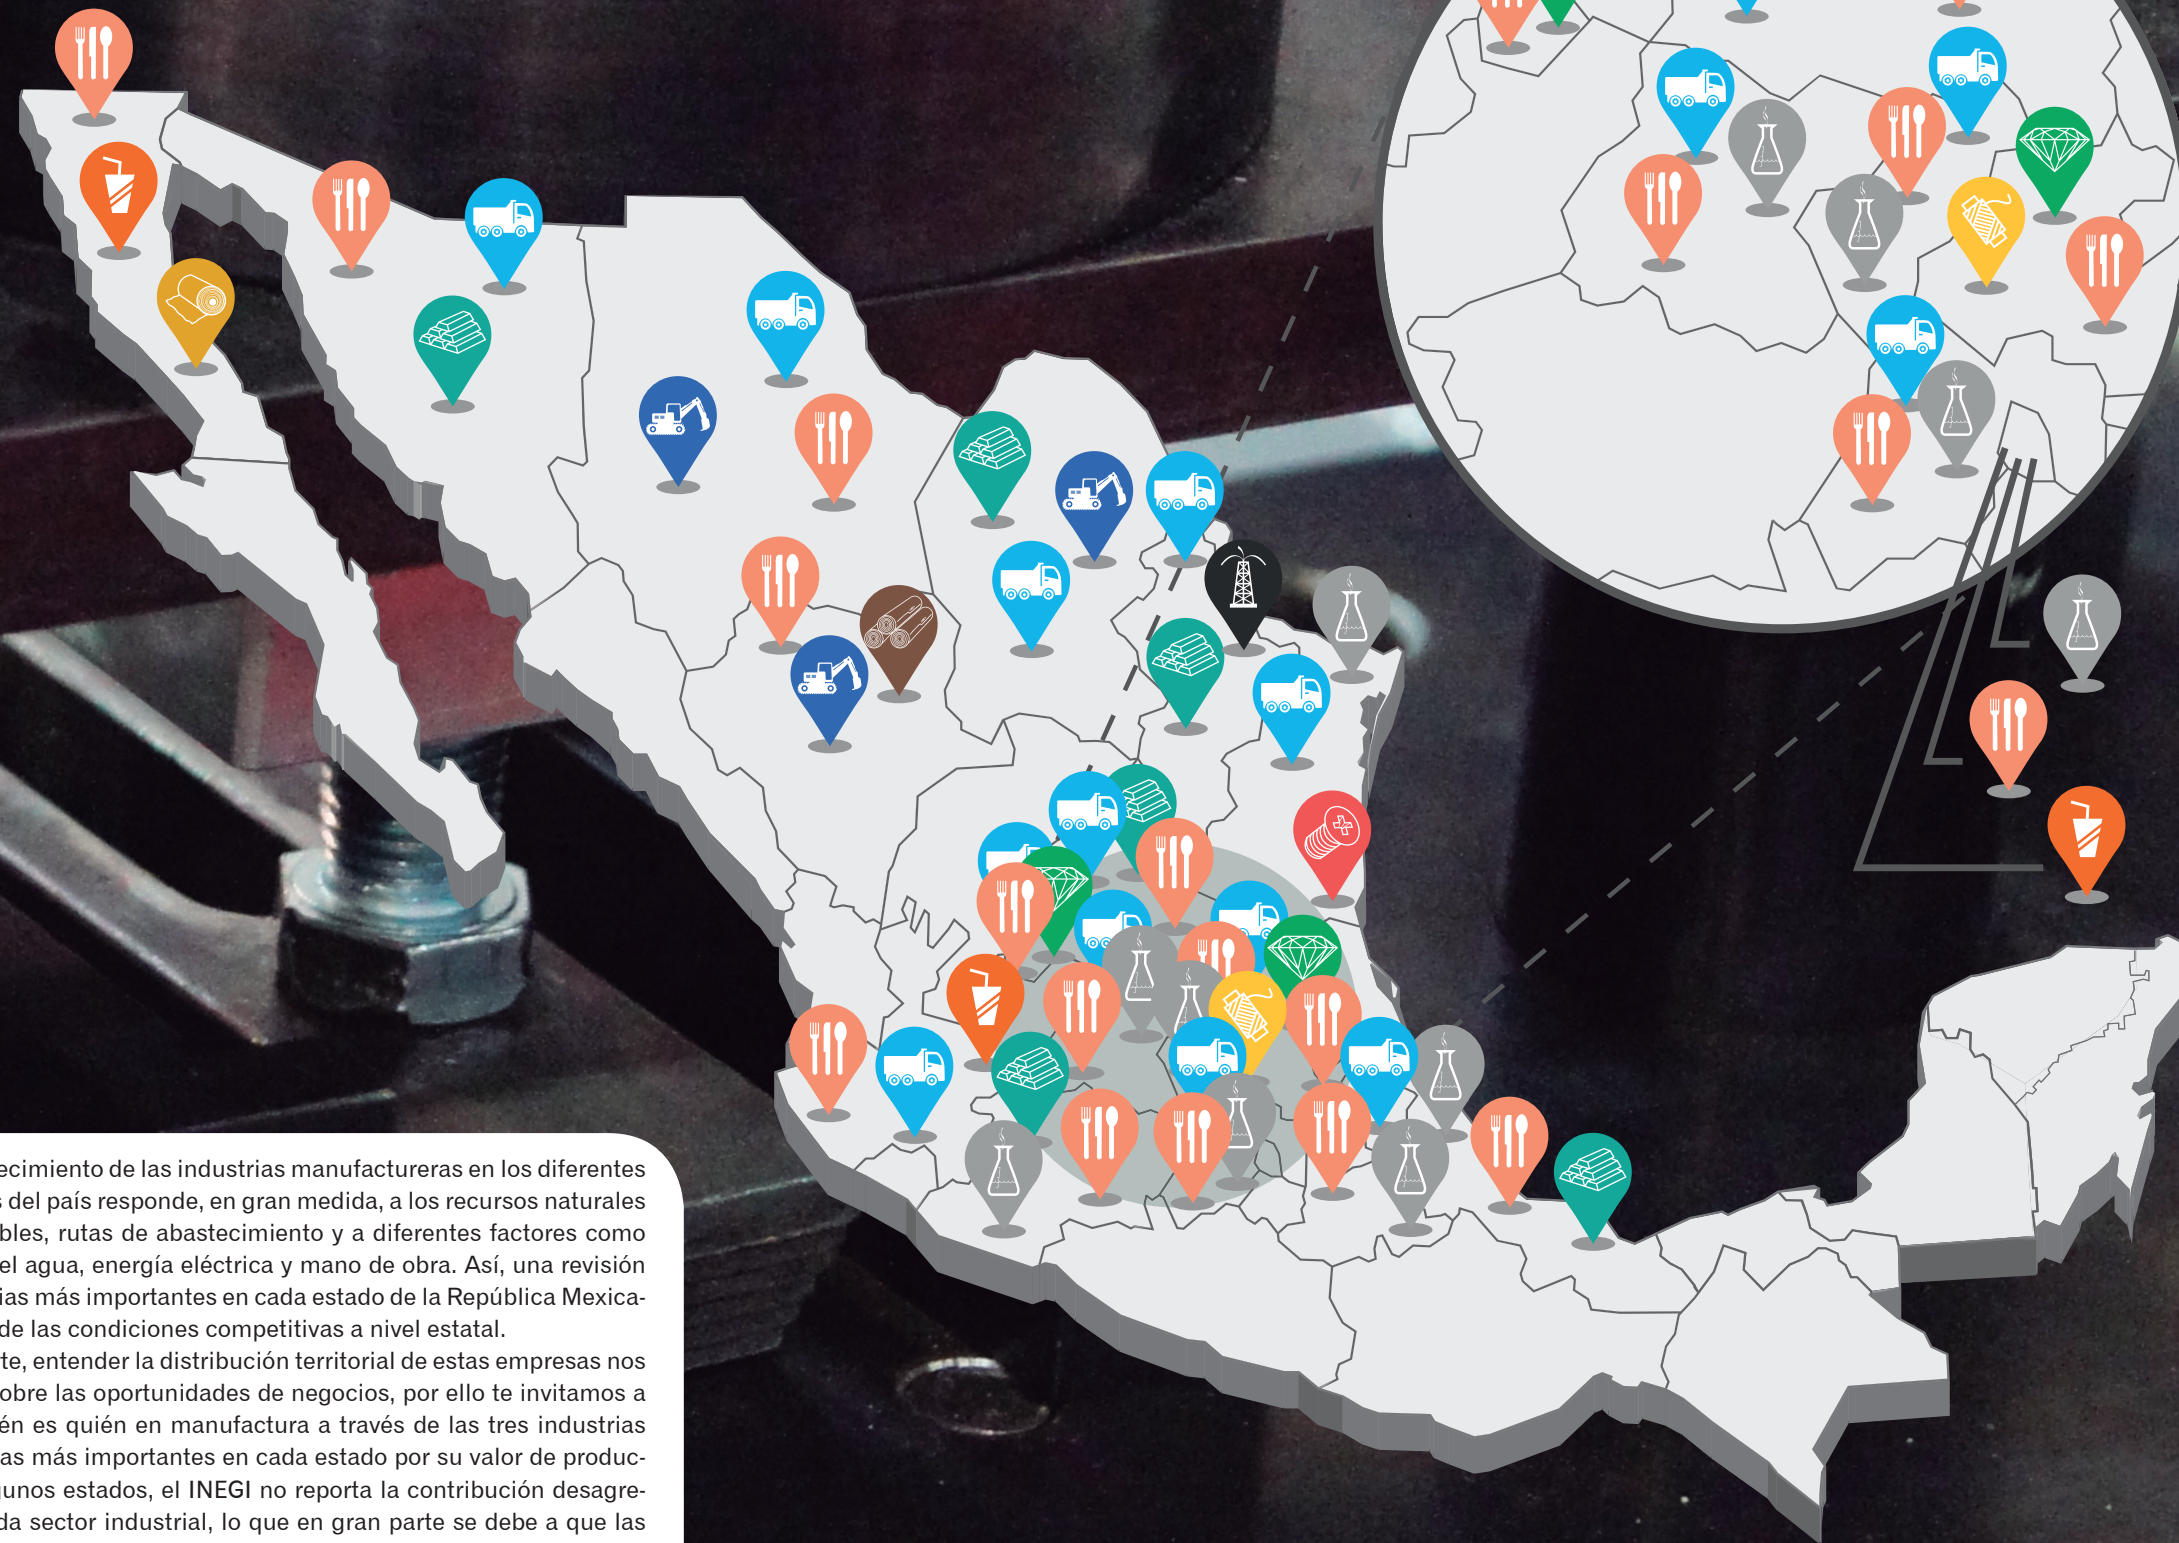 ecimiento de las industrias manufactureras en los diferentes
s del país responde, en gran medida, a los recursos naturales
bles, rutas de abastecimiento y a diferentes factores como
el agua, energía eléctrica y mano de obra. Así, una revisión
ias más importantes en cada estado de la República Mexica-
de las condiciones competitivas a nivel estatal.
te, entender la distribución territorial de estas empresas nos
obre las oportunidades de negocios, por ello te invitamos a
én es quién en manufactura a través de las tres industrias
as más importantes en cada estado por su valor de produc-
gunos estados, el INEGI no reporta la contribución desagre-
da sector industrial, lo que en gran parte se debe a que las